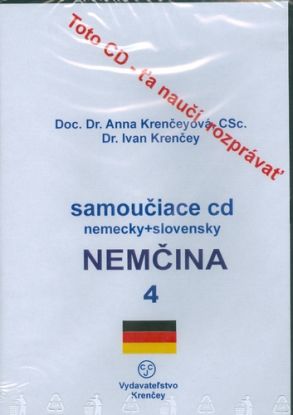 Toto CD - ťa naučí rozprávať
Doc. Dr. Anna Krenčeyová, CSc.
Dr. Ivan Krenčey
samoučiace cd
nemecky+slovensky
NEMČINA
4
Vydavateľstvo
Krenčey